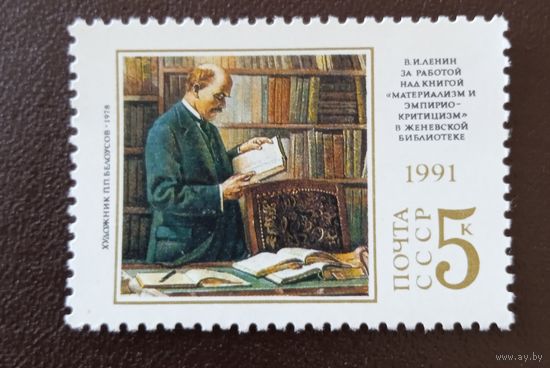 В.И.ЛЕНИН
ЗА РАБОТОЙ
НАД КНИГОЙ
«МАТЕРИАЛИЗМ И
ЭМПИРИО-
КРИТИЦИЗМ»
В ЖЕНЕВСКОЙ
БИБЛИОТЕКЕ
1991
ПОЧТА
СССР
5К
ХУДОЖНИК П.П.БЕЛОУСОВ · 1978
www.ay.by